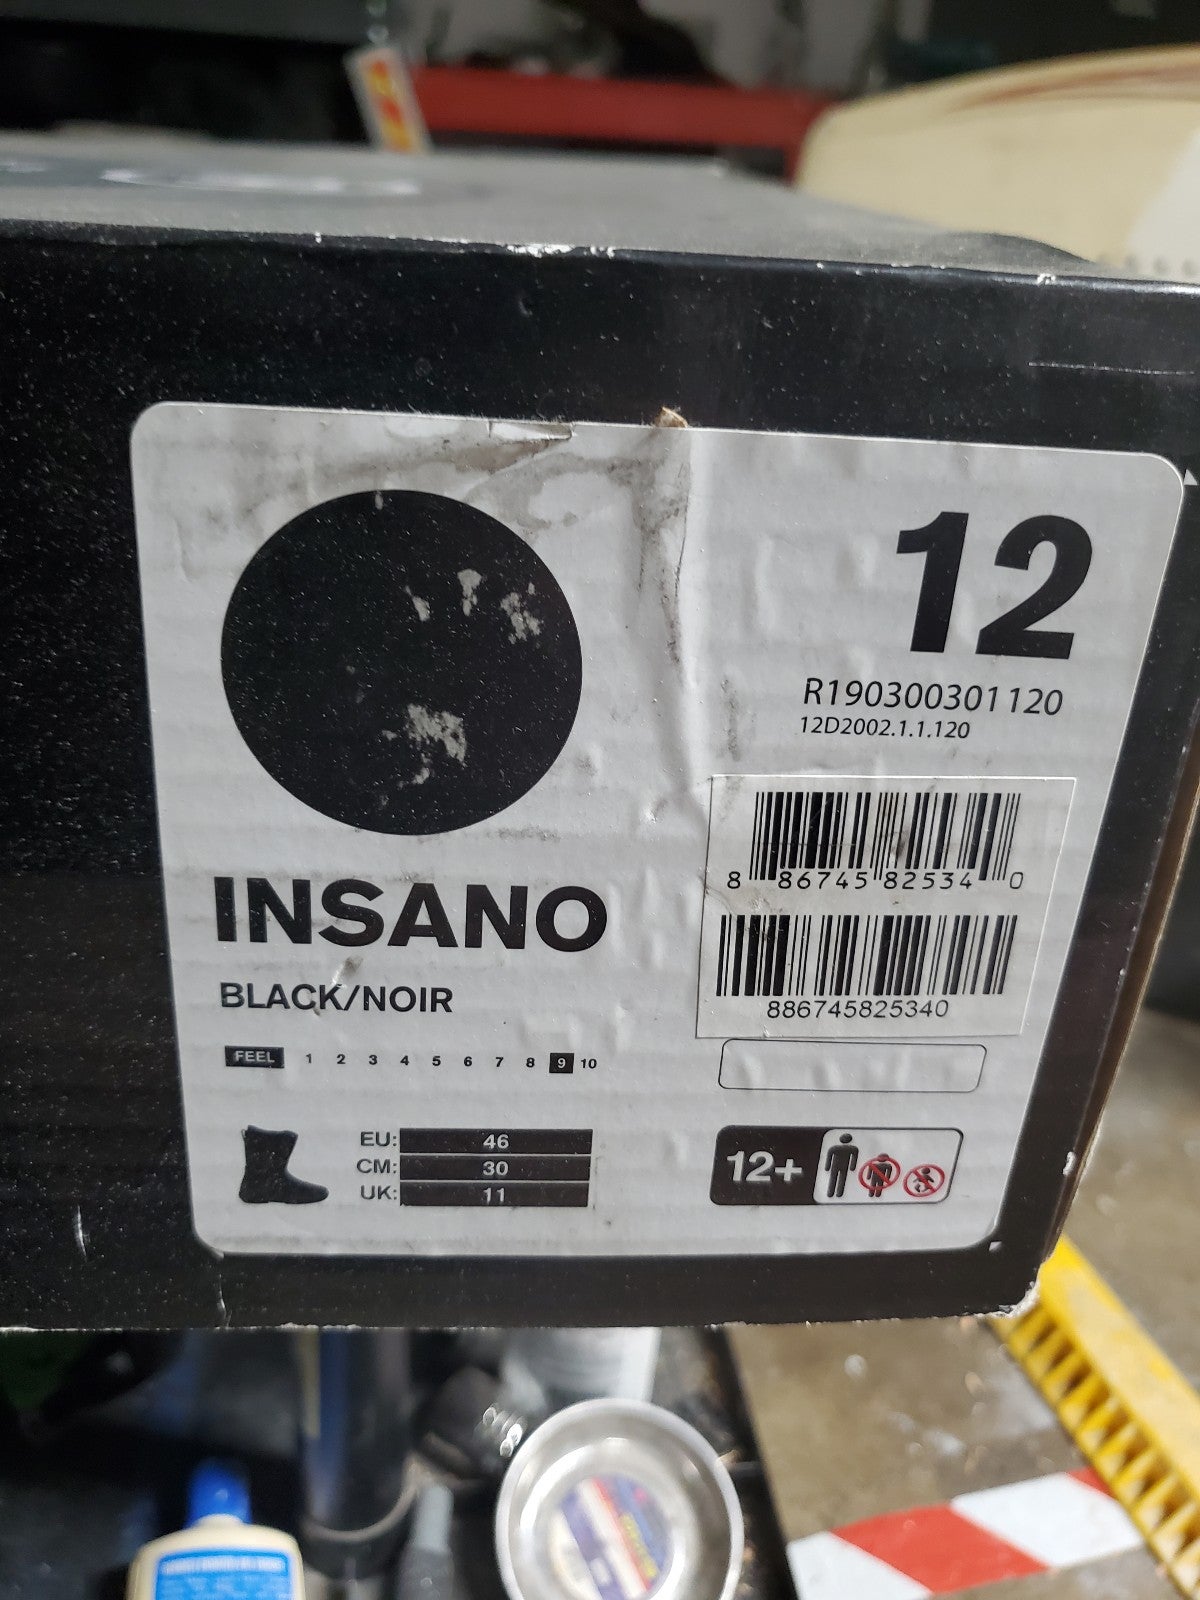 12
R190300301120
12D2002.1.1.120
8 86745 82534 0
886745825340
INSANO
BLACK/NOIR
FEEL 1 2 3 4 5 6 7 8 9 10
EU: 46
CM: 30
UK: 11
12+